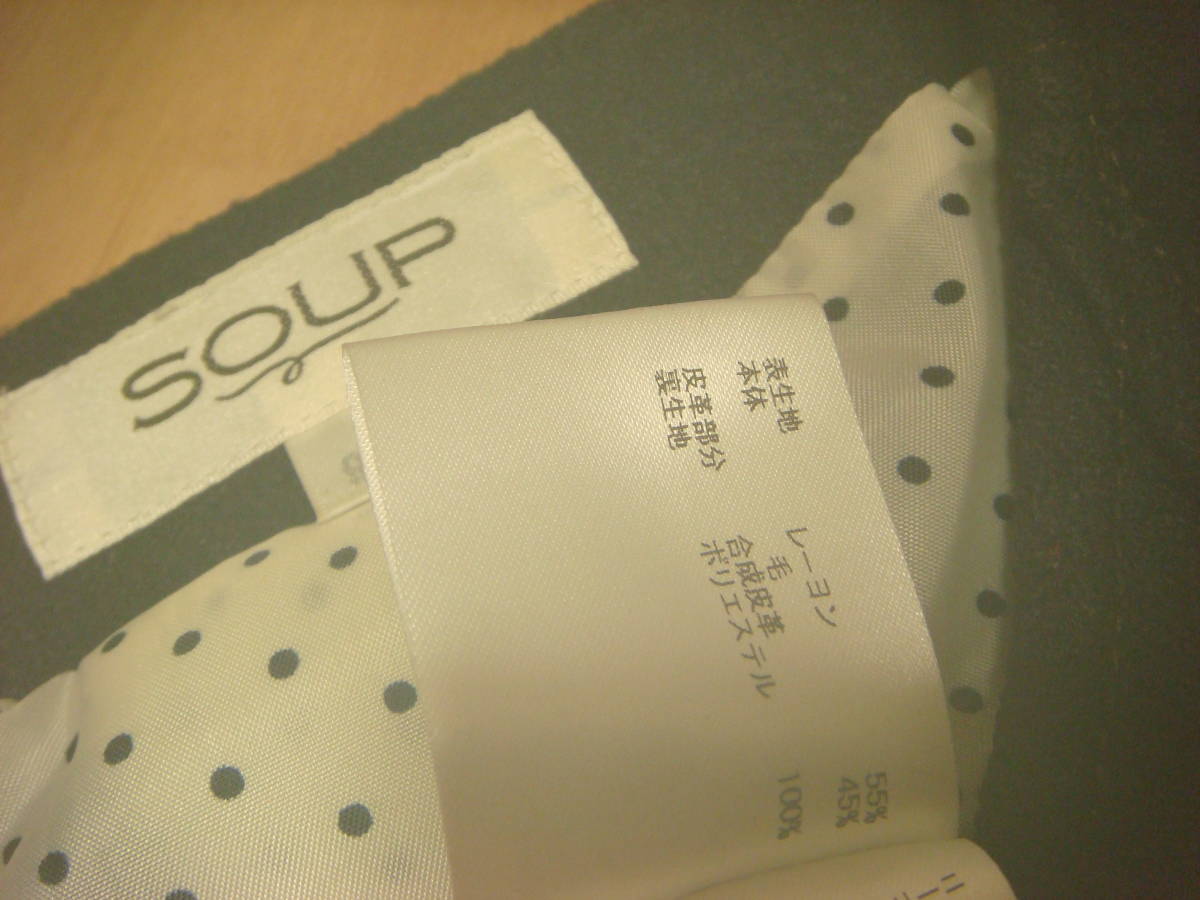 SOUP
表生地
本体 レーヨン 55%
毛 45%
皮革部分 合成皮革
裏生地 ポリエステル 100%